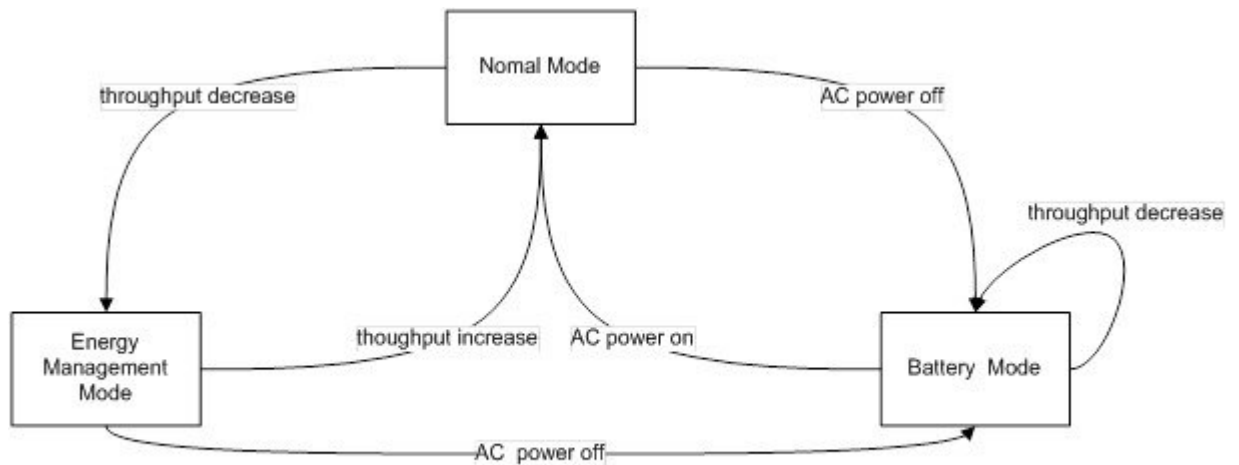 Nomal Mode
throughput decrease
AC power off
throughput decrease
Energy
Management
Mode
thoughput increase
AC power on
Battery Mode
AC power off